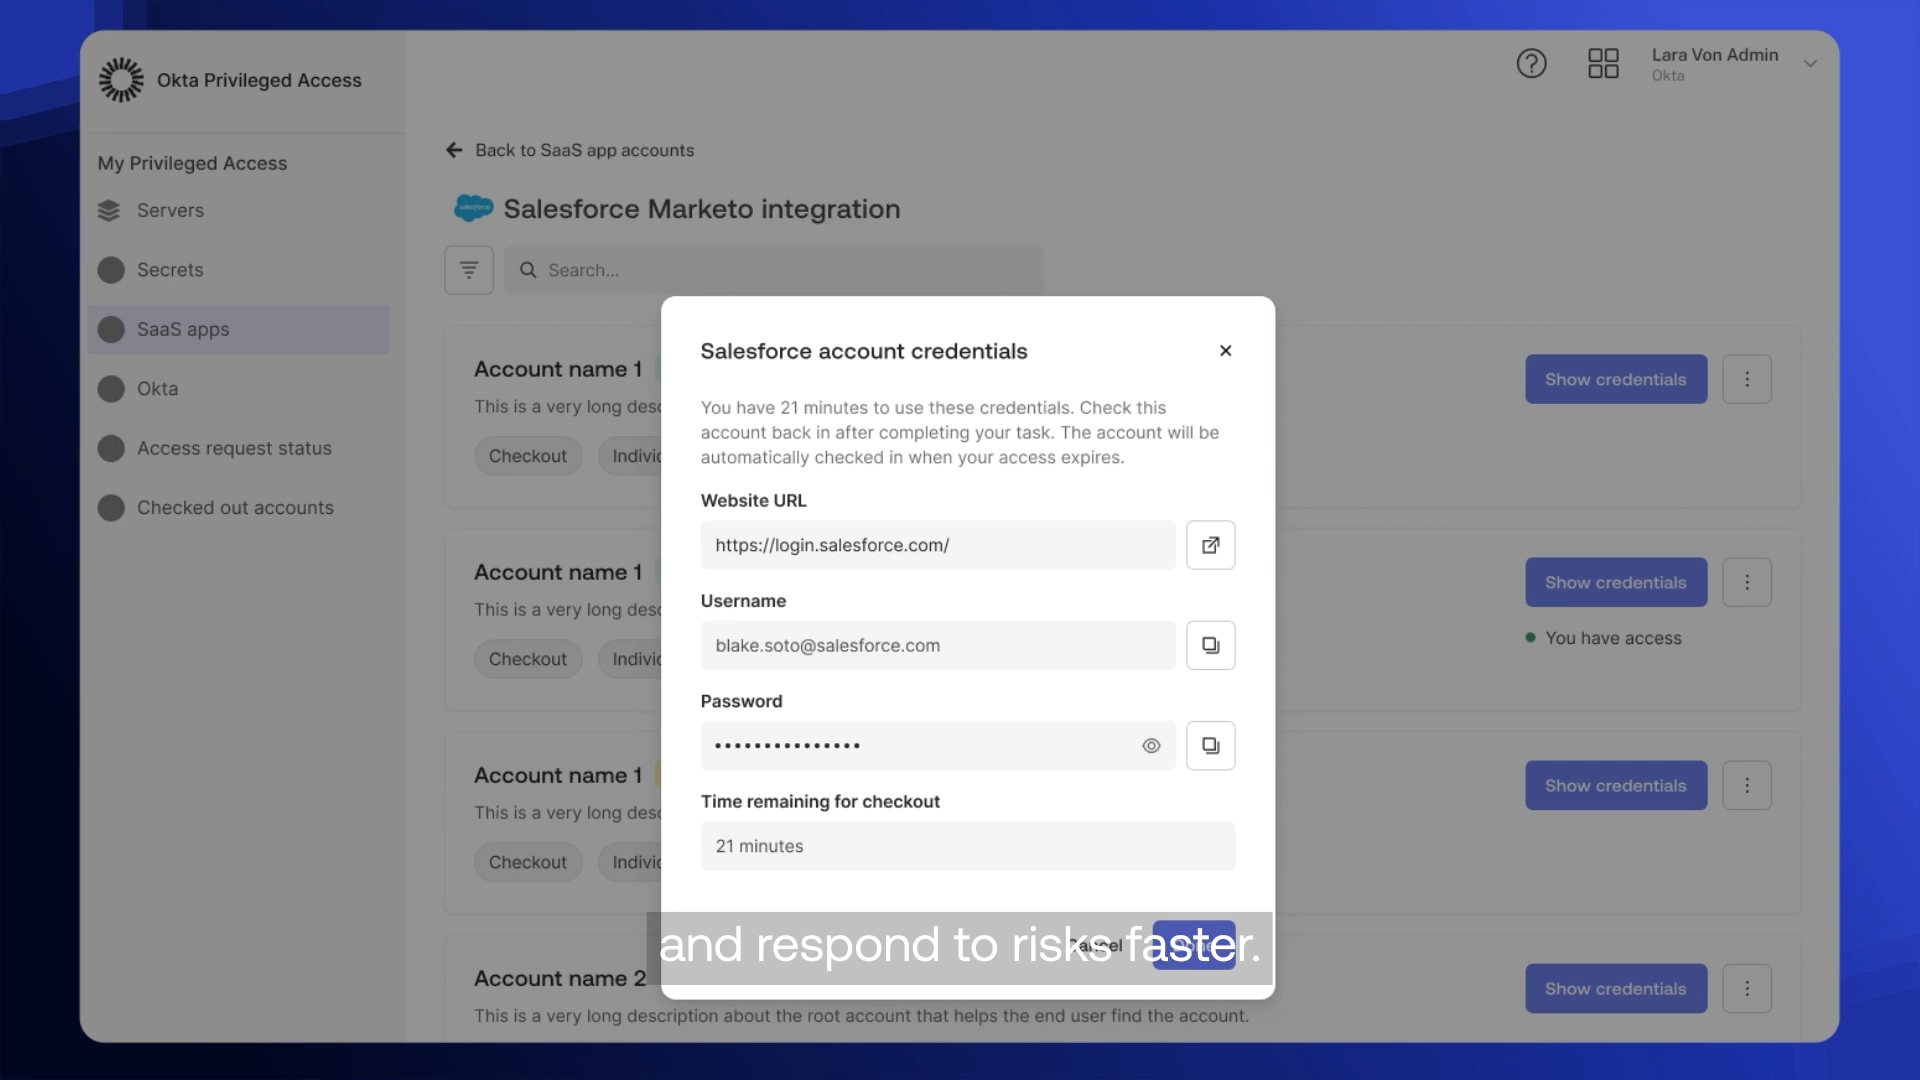 Okta Privileged Access
Lara Von Admin
Okta
My Privileged Access
Servers
Secrets
SaaS apps
Okta
Access request status
Checked out accounts
Back to SaaS app accounts
salesforce
Salesforce Marketo integration
Search...
Account name 1
This is a very long desc
Checkout
Individ
Show credentials
Account name 1
This is a very long desc
Checkout
Individ
Show credentials
You have access
Account name 1
This is a very long desc
Checkout
Individ
Show credentials
Account name 2
This is a very long description about the root account that helps the end user find the account.
Show credentials
Salesforce account credentials
You have 21 minutes to use these credentials. Check this
account back in after completing your task. The account will be
automatically checked in when your access expires.
Website URL
https://login.salesforce.com/
Username
blake.soto@salesforce.com
Password
•••••••••••••••
Time remaining for checkout
21 minutes
Cancel
Done
and respond to risks faster.